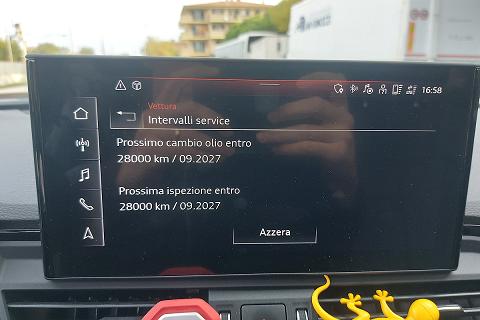 16:58
Vettura
Intervalli service
Prossimo cambio olio entro
28000 km / 09.2027
Prossima ispezione entro
28000 km / 09.2027
Azzera